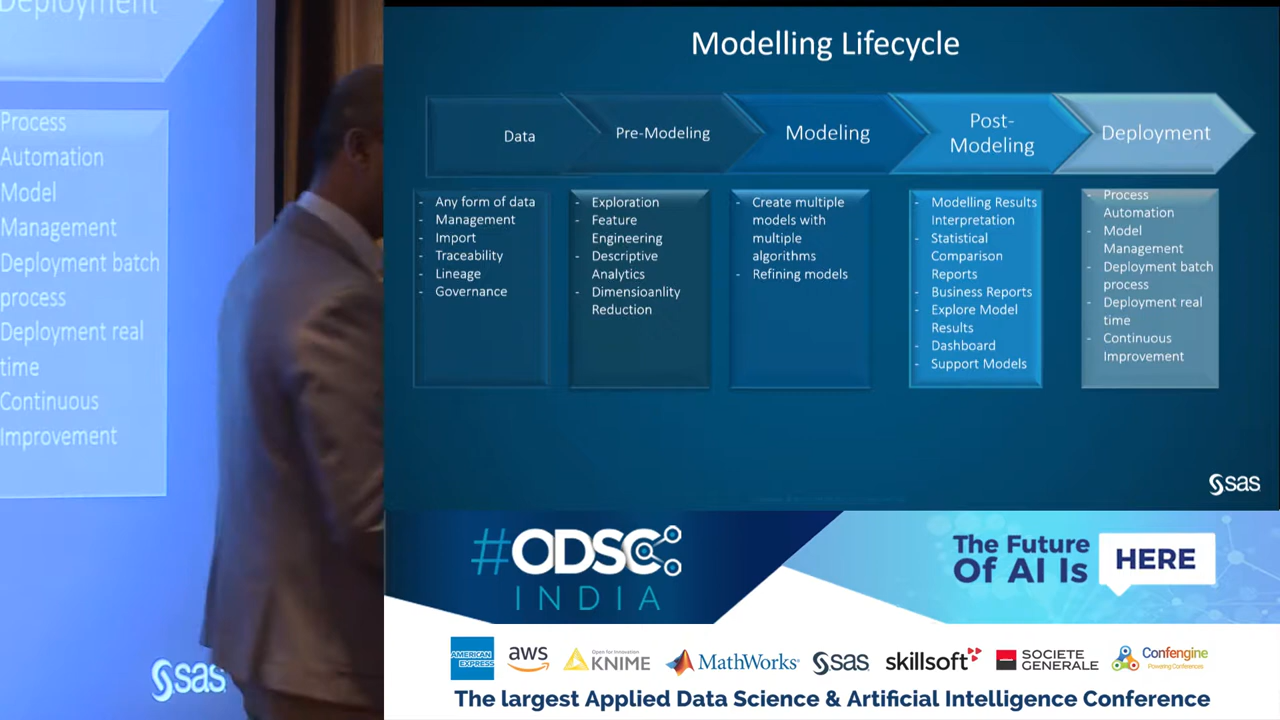 Deployment
Process
Automation
Model
Management
Deployment batch
process
Deployment real
time
Continuous
Improvement
sas
Modelling Lifecycle
Data
Pre-Modeling
Modeling
Post-
Modeling
Deployment
- Any form of data
- Management
- Import
- Traceability
- Lineage
- Governance
- Exploration
- Feature
Engineering
- Descriptive
Analytics
- Dimensioanlity
Reduction
- Create multiple
models with
multiple
algorithms
- Refining models
- Modelling Results
Interpretation
- Statistical
Comparison
Reports
- Business Reports
- Explore Model
Results
- Dashboard
- Support Models
- Process
Automation
- Model
Management
- Deployment batch
process
- Deployment real
time
- Continuous
Improvement
sas
#ODSC
INDIA
The Future
Of AI Is
HERE
AMERICAN
EXPRESS
aws
Open for Innovation
KNIME
MathWorks®
sas
skillsoft
SOCIETE
GENERALE
Confengine
Powering Conferences
The largest Applied Data Science & Artificial Intelligence Conference